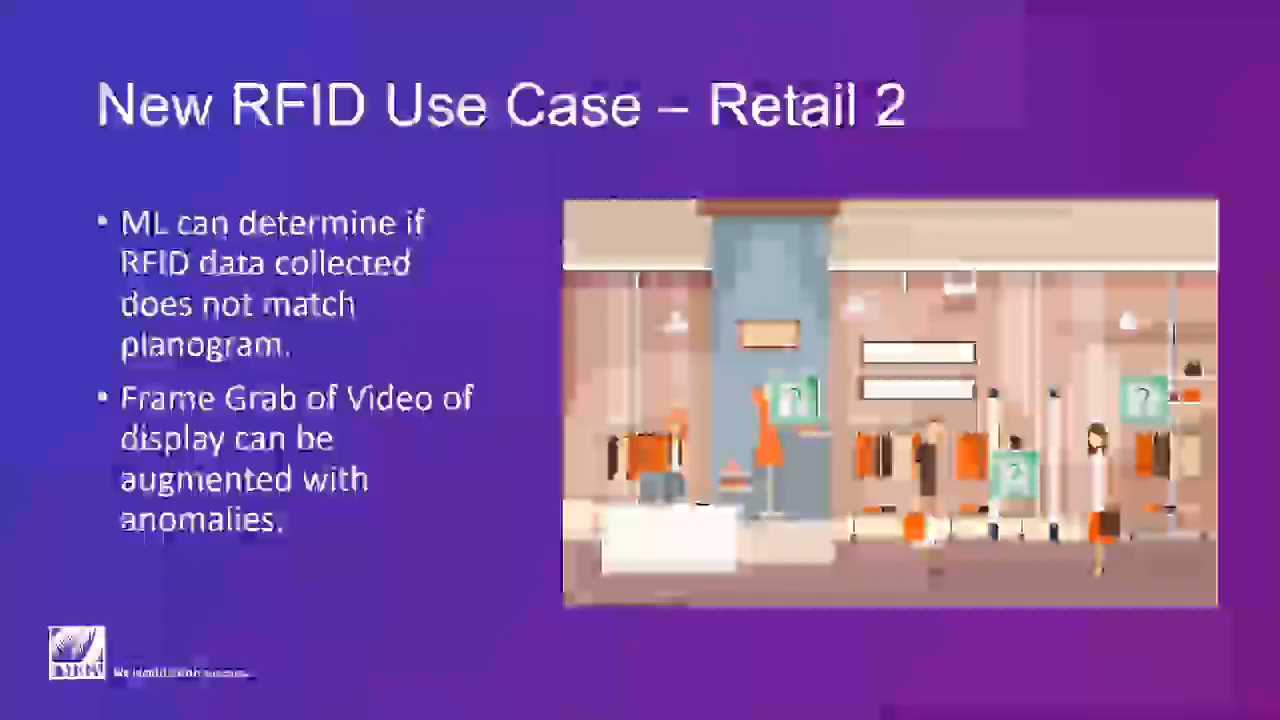 New RFID Use Case – Retail 2
• ML can determine if
RFID data collected
does not match
planogram.
• Frame Grab of Video of
display can be
augmented with
anomalies.
?
?
?